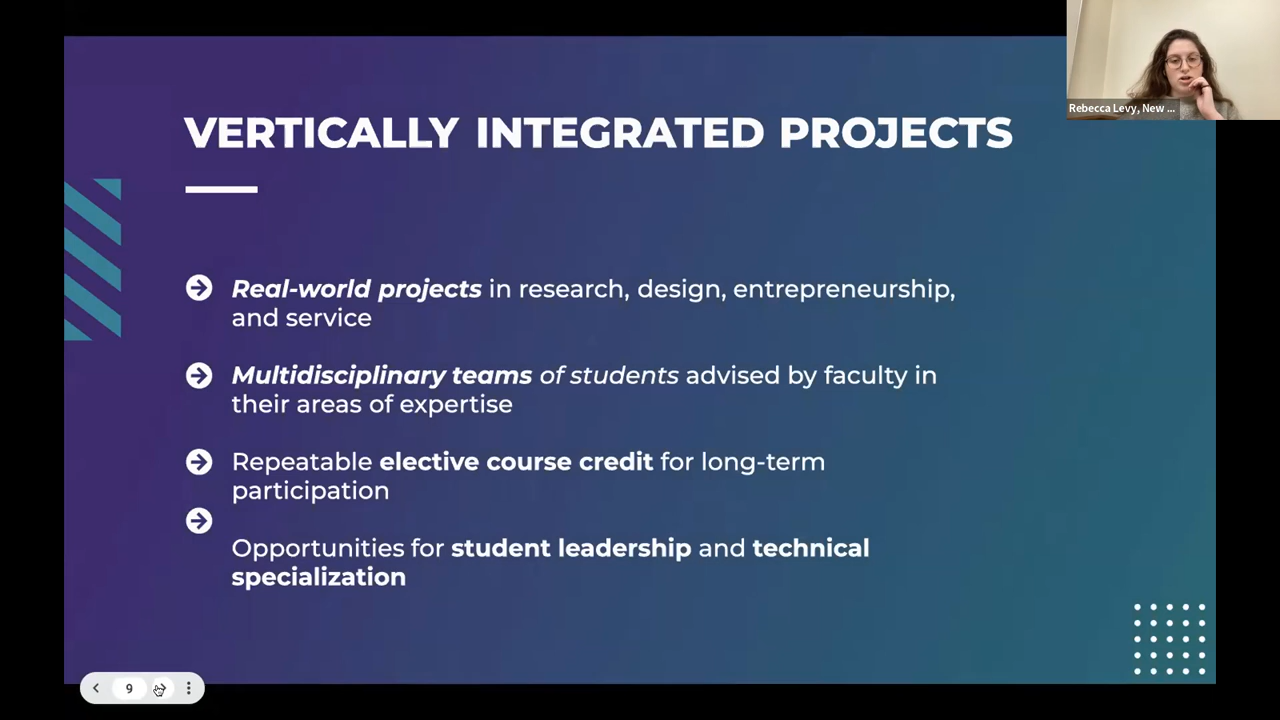 Rebecca Levy, New ...
VERTICALLY INTEGRATED PROJECTS
Real-world projects in research, design, entrepreneurship,
and service
Multidisciplinary teams of students advised by faculty in
their areas of expertise
Repeatable elective course credit for long-term
participation
Opportunities for student leadership and technical
specialization
9